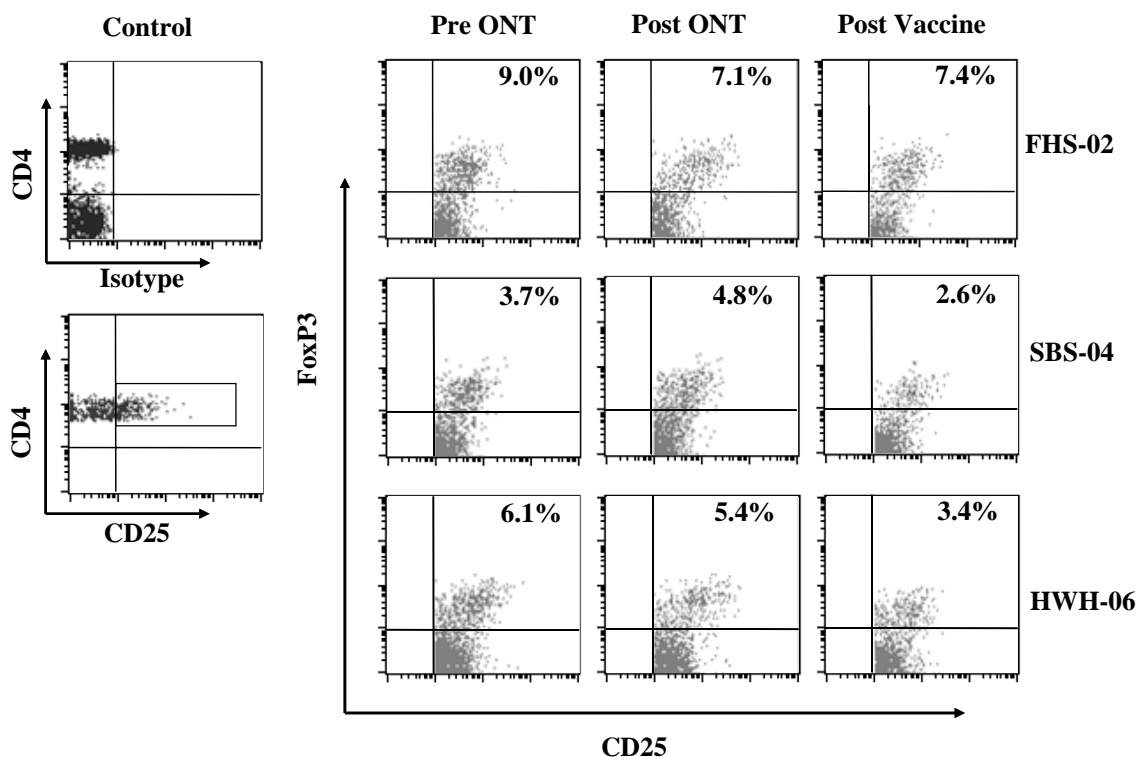 Control
Pre ONT
Post ONT
Post Vaccine
CD4
Isotype
CD4
CD25
FoxP3
9.0%
7.1%
7.4%
FHS-02
3.7%
4.8%
2.6%
SBS-04
6.1%
5.4%
3.4%
HWH-06
CD25